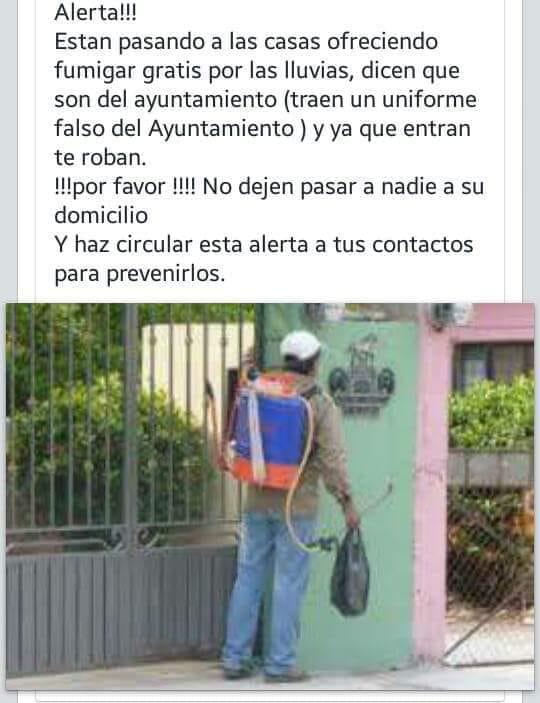 Alerta!!!
Estan pasando a las casas ofreciendo
fumigar gratis por las lluvias, dicen que
son del ayuntamiento (traen un uniforme
falso del Ayuntamiento ) y ya que entran
te roban.
!!!por favor !!!! No dejen pasar a nadie a su
domicilio
Y haz circular esta alerta a tus contactos
para prevenirlos.